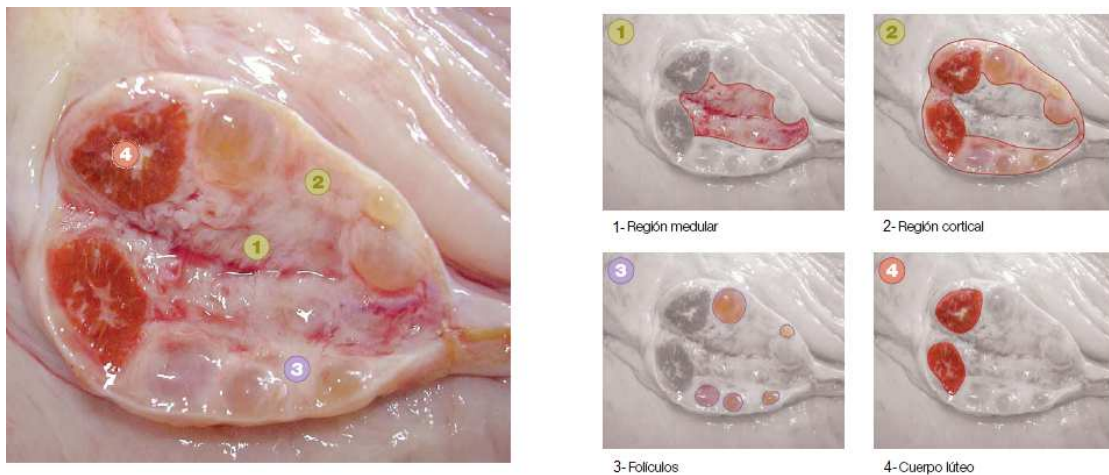 4
2
1
3
1
2
1- Región medular
2- Región cortical
3
4
3- Folículos
4- Cuerpo lúteo